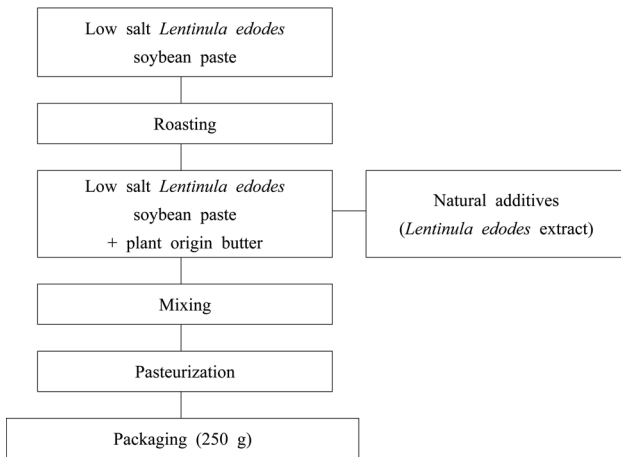 Low salt Lentinula edodes
soybean paste
Roasting
Low salt Lentinula edodes
soybean paste
+ plant origin butter
Natural additives
(Lentinula edodes extract)
Mixing
Pasteurization
Packaging (250 g)